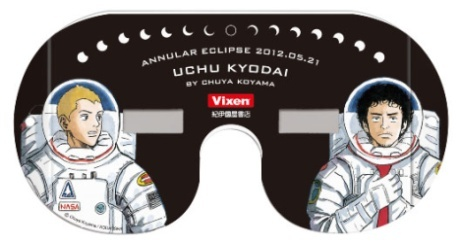 ANNULAR ECLIPSE 2012.05.21
UCHU KYODAI
BY CHUYA KOYAMA
Vixen
紀伊國屋書店
NASA